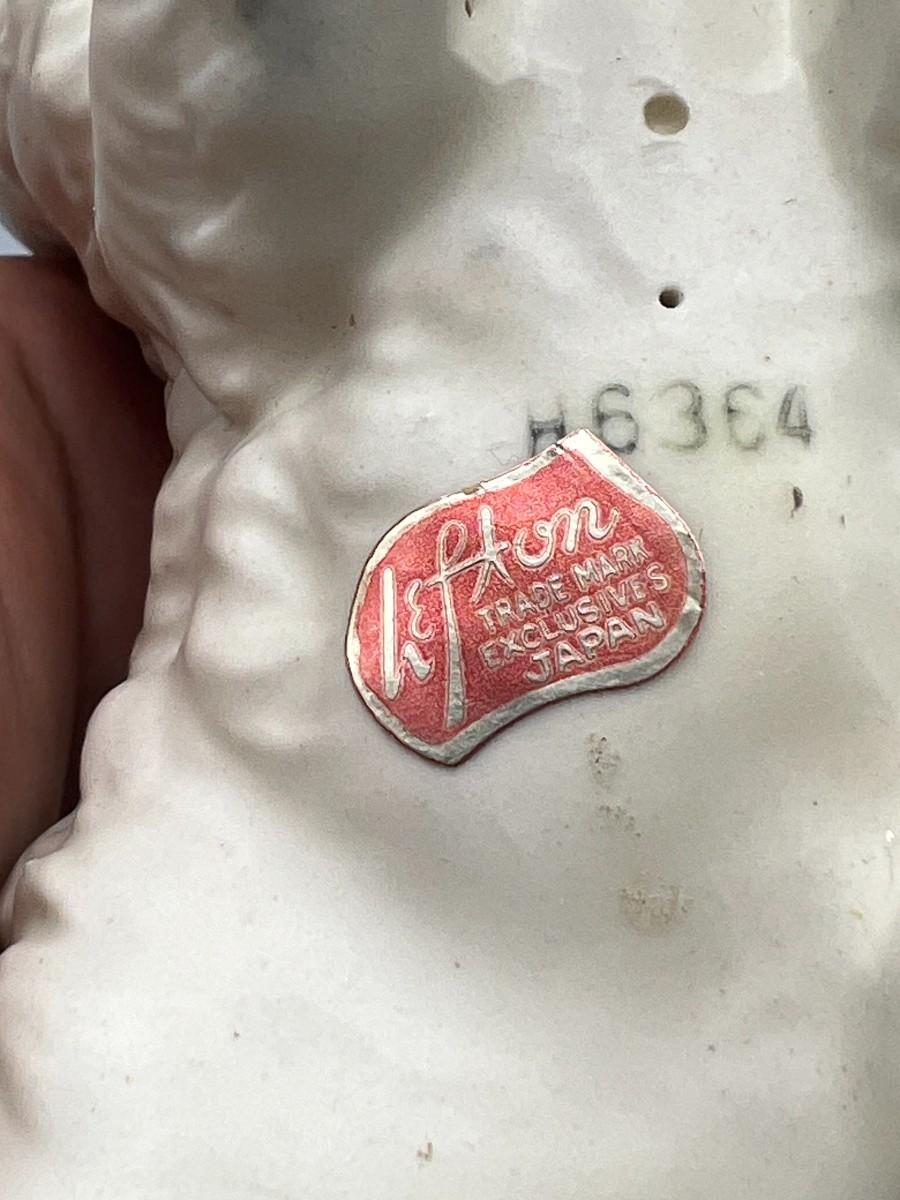 H6364
Lefton
TRADE MARK
EXCLUSIVES
JAPAN